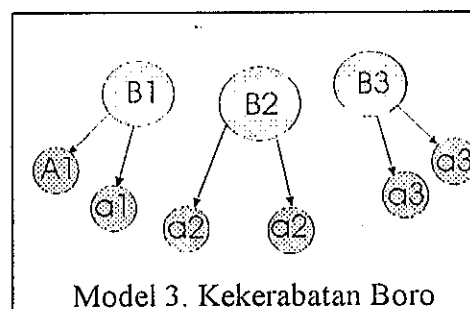 B1
B2
B3
A1
a1
a2
a2
a3
a3
Model 3. Kekerabatan Boro